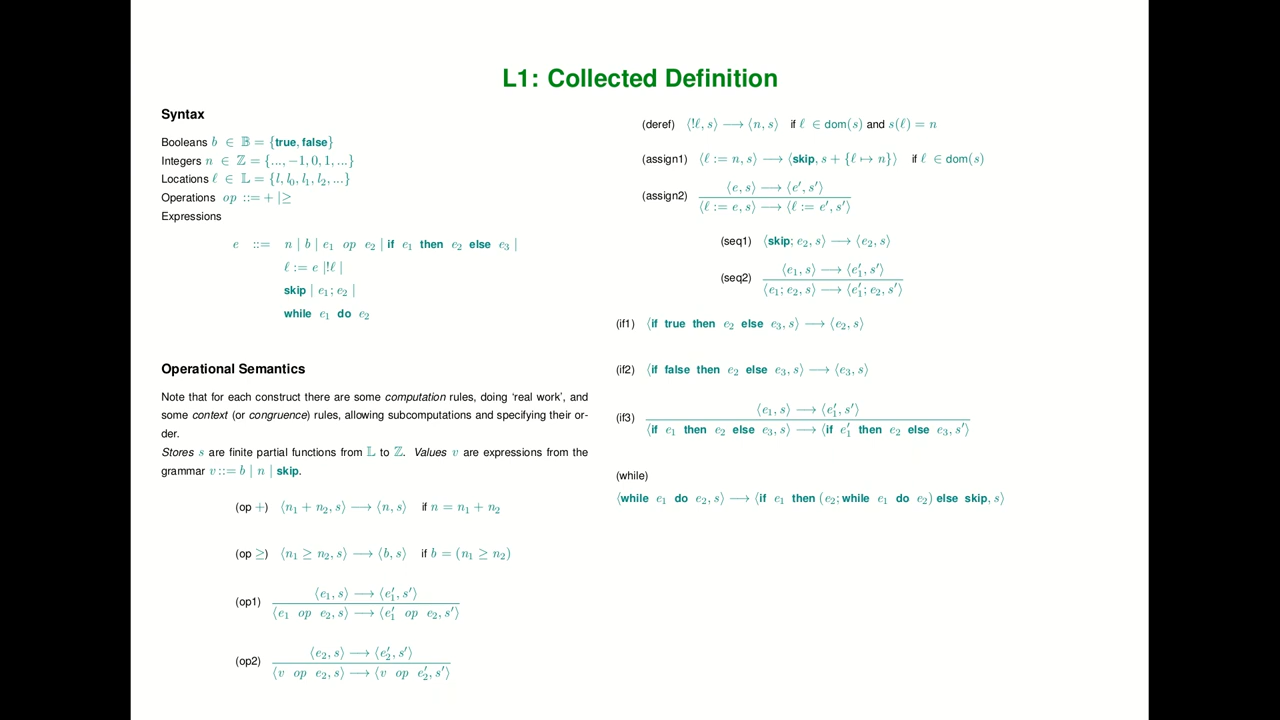 L1: Collected Definition
Syntax
Booleans b ∈ 𝔹 = {true, false}
Integers n ∈ ℤ = {..., −1, 0, 1, ...}
Locations ℓ ∈ 𝕃 = {l, l₀, l₁, l₂, ...}
Operations op ::= + | ≥
Expressions
e ::= n | b | e₁ op e₂ | if e₁ then e₂ else e₃ |
ℓ := e | !ℓ |
skip | e₁; e₂ |
while e₁ do e₂
Operational Semantics
Note that for each construct there are some computation rules, doing ‘real work’, and
some context (or congruence) rules, allowing subcomputations and specifying their or-
der.
Stores s are finite partial functions from 𝕃 to ℤ. Values v are expressions from the
grammar v ::= b | n | skip.
(op +) ⟨n₁ + n₂, s⟩ ⟶ ⟨n, s⟩ if n = n₁ + n₂
(op ≥) ⟨n₁ ≥ n₂, s⟩ ⟶ ⟨b, s⟩ if b = (n₁ ≥ n₂)
⟨e₁, s⟩ ⟶ ⟨e₁′, s′⟩
(op1) ⟨e₁ op e₂, s⟩ ⟶ ⟨e₁′ op e₂, s′⟩
⟨e₂, s⟩ ⟶ ⟨e₂′, s′⟩
(op2) ⟨v op e₂, s⟩ ⟶ ⟨v op e₂′, s′⟩
(deref) ⟨!ℓ, s⟩ ⟶ ⟨n, s⟩ if ℓ ∈ dom(s) and s(ℓ) = n
(assign1) ⟨ℓ := n, s⟩ ⟶ ⟨skip, s + {ℓ ↦ n}⟩ if ℓ ∈ dom(s)
⟨e, s⟩ ⟶ ⟨e′, s′⟩
(assign2) ⟨ℓ := e, s⟩ ⟶ ⟨ℓ := e′, s′⟩
(seq1) ⟨skip; e₂, s⟩ ⟶ ⟨e₂, s⟩
⟨e₁, s⟩ ⟶ ⟨e₁′, s′⟩
(seq2) ⟨e₁; e₂, s⟩ ⟶ ⟨e₁′; e₂, s′⟩
(if1) ⟨if true then e₂ else e₃, s⟩ ⟶ ⟨e₂, s⟩
(if2) ⟨if false then e₂ else e₃, s⟩ ⟶ ⟨e₃, s⟩
⟨e₁, s⟩ ⟶ ⟨e₁′, s′⟩
(if3) ⟨if e₁ then e₂ else e₃, s⟩ ⟶ ⟨if e₁′ then e₂ else e₃, s′⟩
(while)
⟨while e₁ do e₂, s⟩ ⟶ ⟨if e₁ then (e₂; while e₁ do e₂) else skip, s⟩